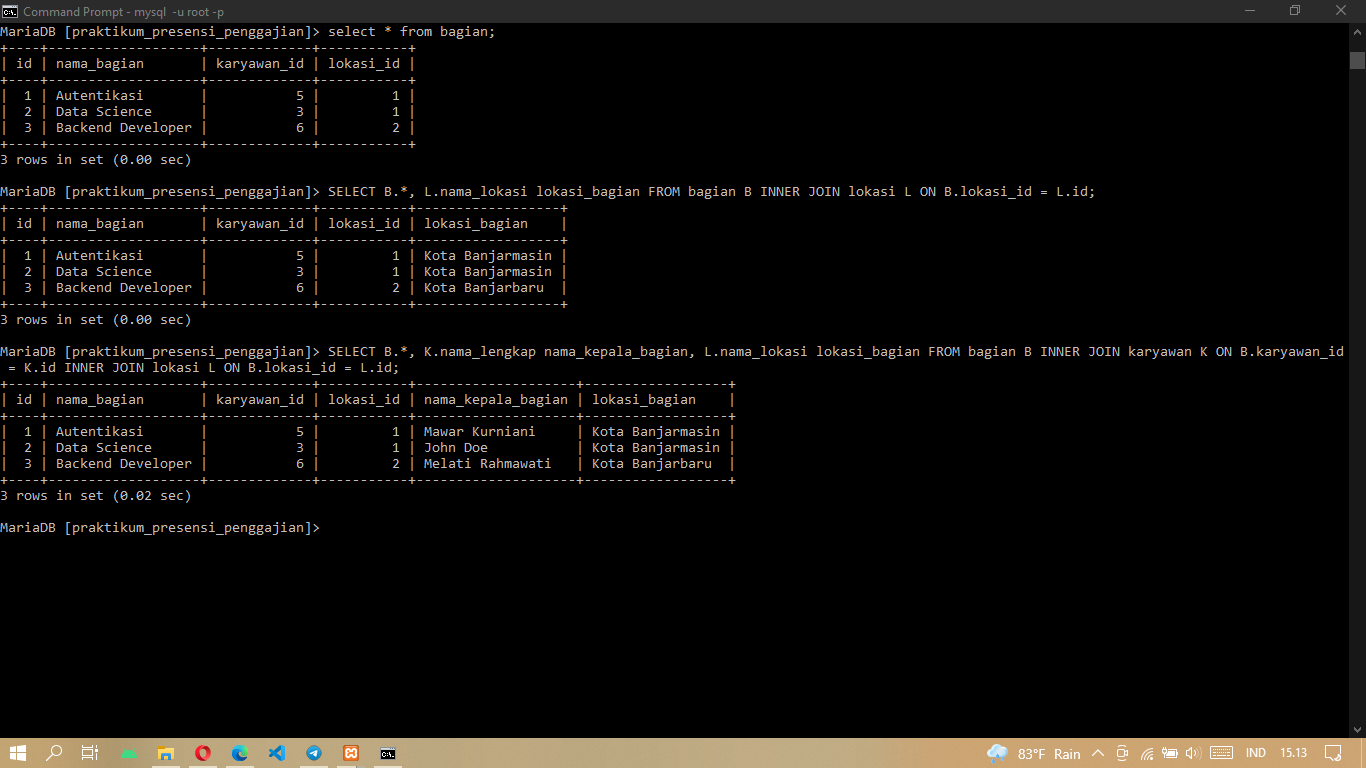 Command Prompt - mysql  -u root -p
MariaDB [praktikum_presensi_penggajian]> select * from bagian;
+----+-------------------+-------------+-----------+
| id | nama_bagian       | karyawan_id | lokasi_id |
+----+-------------------+-------------+-----------+
|  1 | Autentikasi       |           5 |         1 |
|  2 | Data Science      |           3 |         1 |
|  3 | Backend Developer |           6 |         2 |
+----+-------------------+-------------+-----------+
3 rows in set (0.00 sec)
MariaDB [praktikum_presensi_penggajian]> SELECT B.*, L.nama_lokasi lokasi_bagian FROM bagian B INNER JOIN lokasi L ON B.lokasi_id = L.id;
+----+-------------------+-------------+-----------+------------------+
| id | nama_bagian       | karyawan_id | lokasi_id | lokasi_bagian    |
+----+-------------------+-------------+-----------+------------------+
|  1 | Autentikasi       |           5 |         1 | Kota Banjarmasin |
|  2 | Data Science      |           3 |         1 | Kota Banjarmasin |
|  3 | Backend Developer |           6 |         2 | Kota Banjarbaru  |
+----+-------------------+-------------+-----------+------------------+
3 rows in set (0.00 sec)
MariaDB [praktikum_presensi_penggajian]> SELECT B.*, K.nama_lengkap nama_kepala_bagian, L.nama_lokasi lokasi_bagian FROM bagian B INNER JOIN karyawan K ON B.karyawan_id
 = K.id INNER JOIN lokasi L ON B.lokasi_id = L.id;
+----+-------------------+-------------+-----------+--------------------+------------------+
| id | nama_bagian       | karyawan_id | lokasi_id | nama_kepala_bagian | lokasi_bagian    |
+----+-------------------+-------------+-----------+--------------------+------------------+
|  1 | Autentikasi       |           5 |         1 | Mawar Kurniani     | Kota Banjarmasin |
|  2 | Data Science      |           3 |         1 | John Doe           | Kota Banjarmasin |
|  3 | Backend Developer |           6 |         2 | Melati Rahmawati   | Kota Banjarbaru  |
+----+-------------------+-------------+-----------+--------------------+------------------+
3 rows in set (0.02 sec)
MariaDB [praktikum_presensi_penggajian]>
83°F Rain IND 15.13